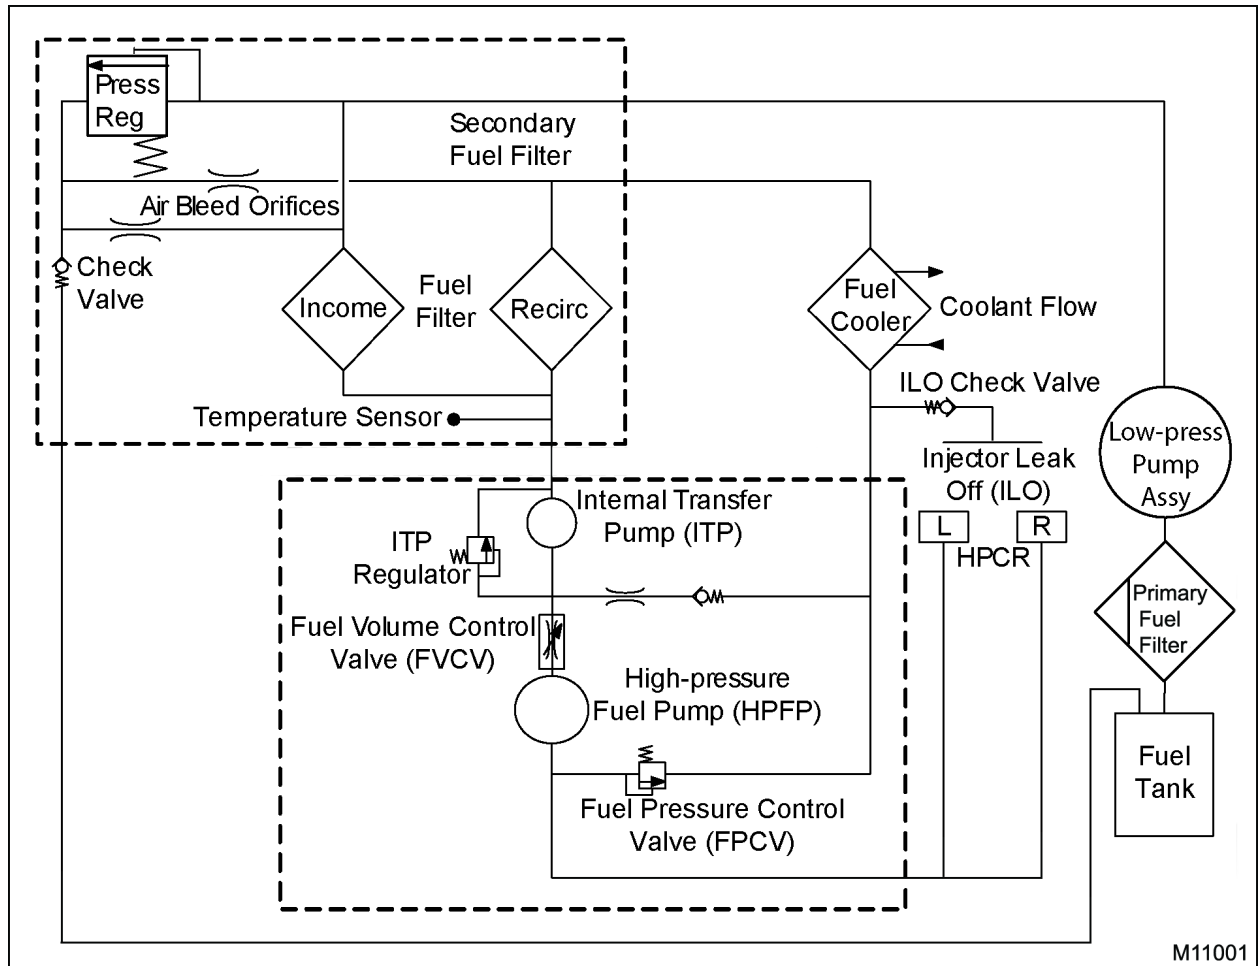 Press
Reg
Secondary
Fuel Filter
Air Bleed Orifices
Check
Valve
Income
Fuel
Filter
Recirc
Fuel
Cooler
Coolant Flow
ILO Check Valve
Temperature Sensor
Low-press
Pump
Assy
Injector Leak
Off (ILO)
Internal Transfer
Pump (ITP)
L
R
HPCR
ITP
Regulator
Primary
Fuel
Filter
Fuel Volume Control
Valve (FVCV)
High-pressure
Fuel Pump (HPFP)
Fuel
Tank
Fuel Pressure Control
Valve (FPCV)
M11001